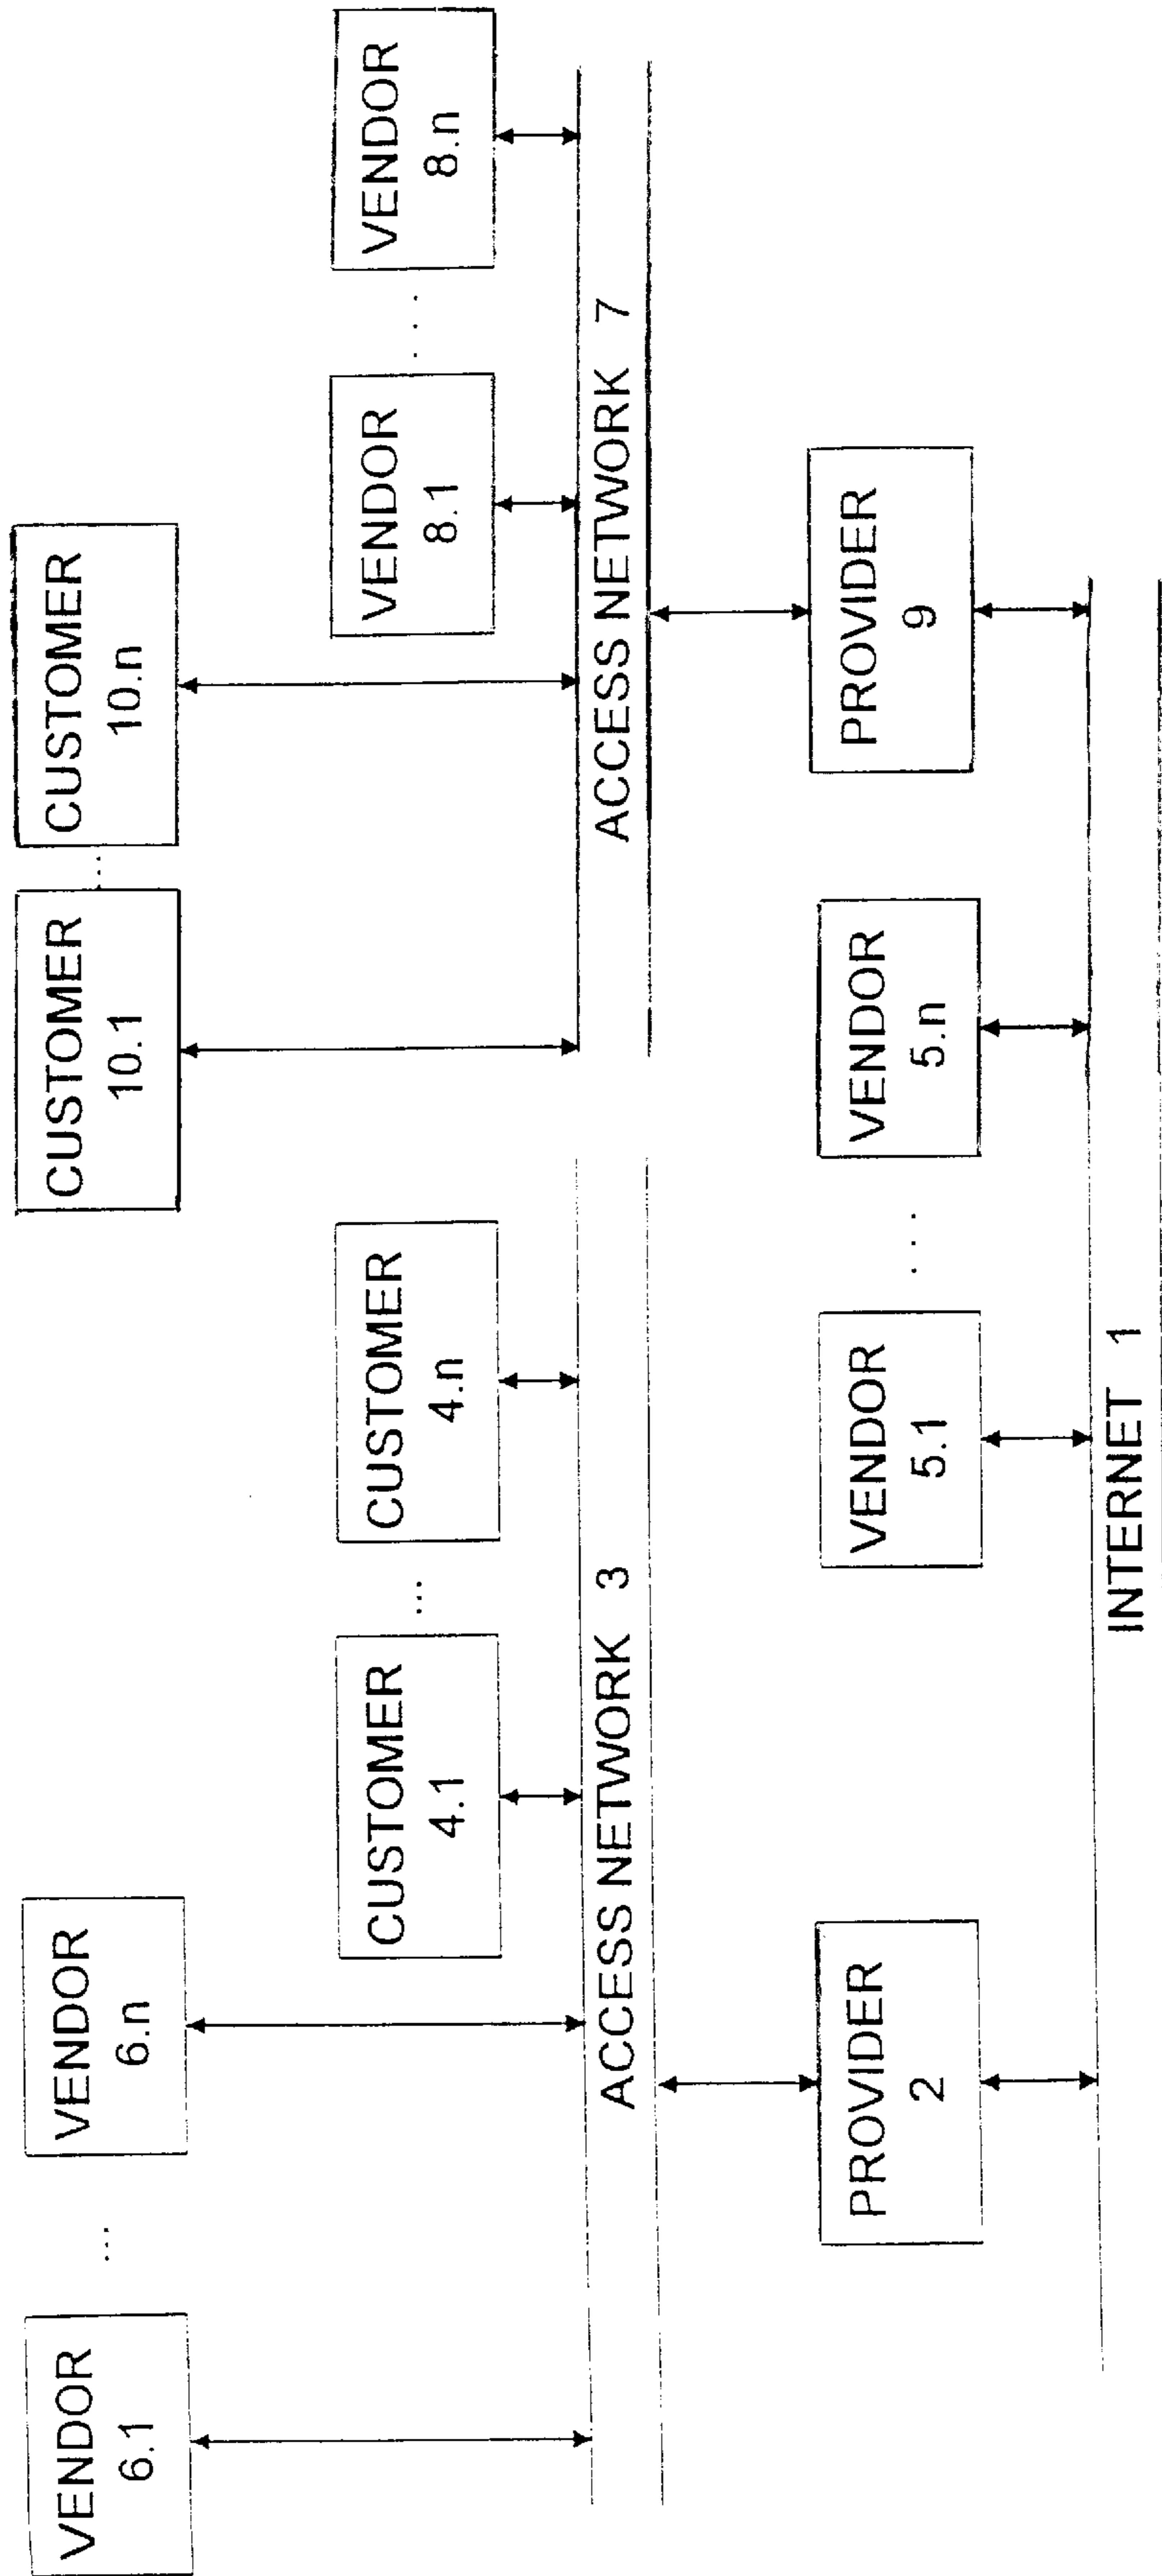 VENDOR
6.1
...
VENDOR
6.n
CUSTOMER
10.1
...
CUSTOMER
10.n
CUSTOMER
4.1
...
CUSTOMER
4.n
VENDOR
8.1
. . .
VENDOR
8.n
ACCESS NETWORK 3
ACCESS NETWORK 7
PROVIDER
2
VENDOR
5.1
. . .
VENDOR
5.n
PROVIDER
9
INTERNET 1